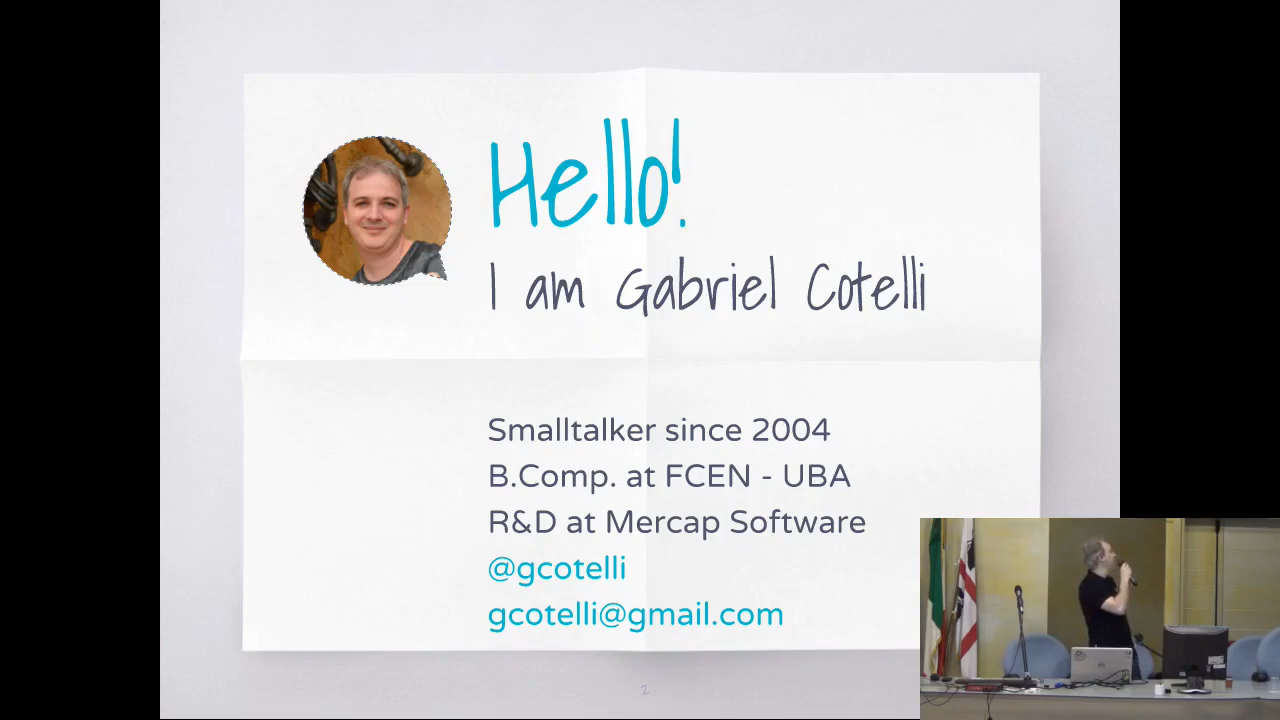 Hello!
I am Gabriel Cotelli
Smalltalker since 2004
B.Comp. at FCEN - UBA
R&D at Mercap Software
@gcotelli
gcotelli@gmail.com
2